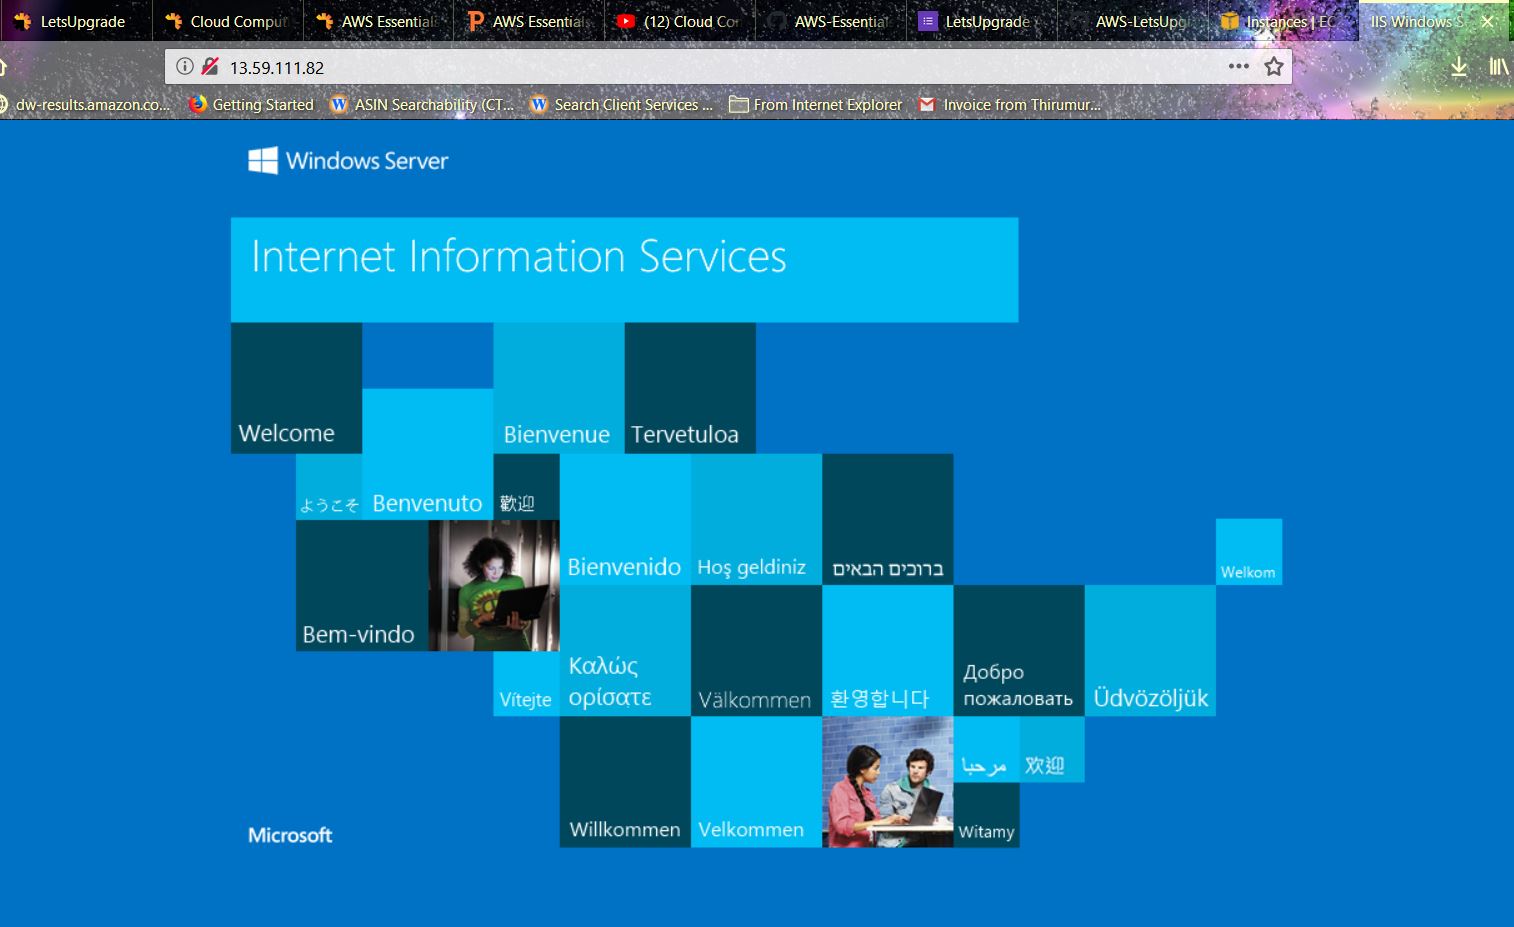 LetsUpgrade
Cloud Comput
AWS Essential
AWS Essentials
(12) Cloud Co
AWS-Essential
LetsUpgrade
AWS-LetsUpg
Instances | EC
IIS Windows S
13.59.111.82
dw-results.amazon.co...
Getting Started
ASIN Searchability (CT...
Search Client Services ...
From Internet Explorer
Invoice from Thirumur...
Windows Server
Internet Information Services
Welcome
Bienvenue
Tervetuloa
ようこそ
Benvenuto
歡迎
Bienvenido
Hoş geldiniz
ברוכים הבאים
Welkom
Bem-vindo
Vítejte
Καλώς
ορίσατε
Välkommen
환영합니다
Добро
пожаловать
Üdvözöljük
مرحبا
欢迎
Willkommen
Velkommen
Witamy
Microsoft